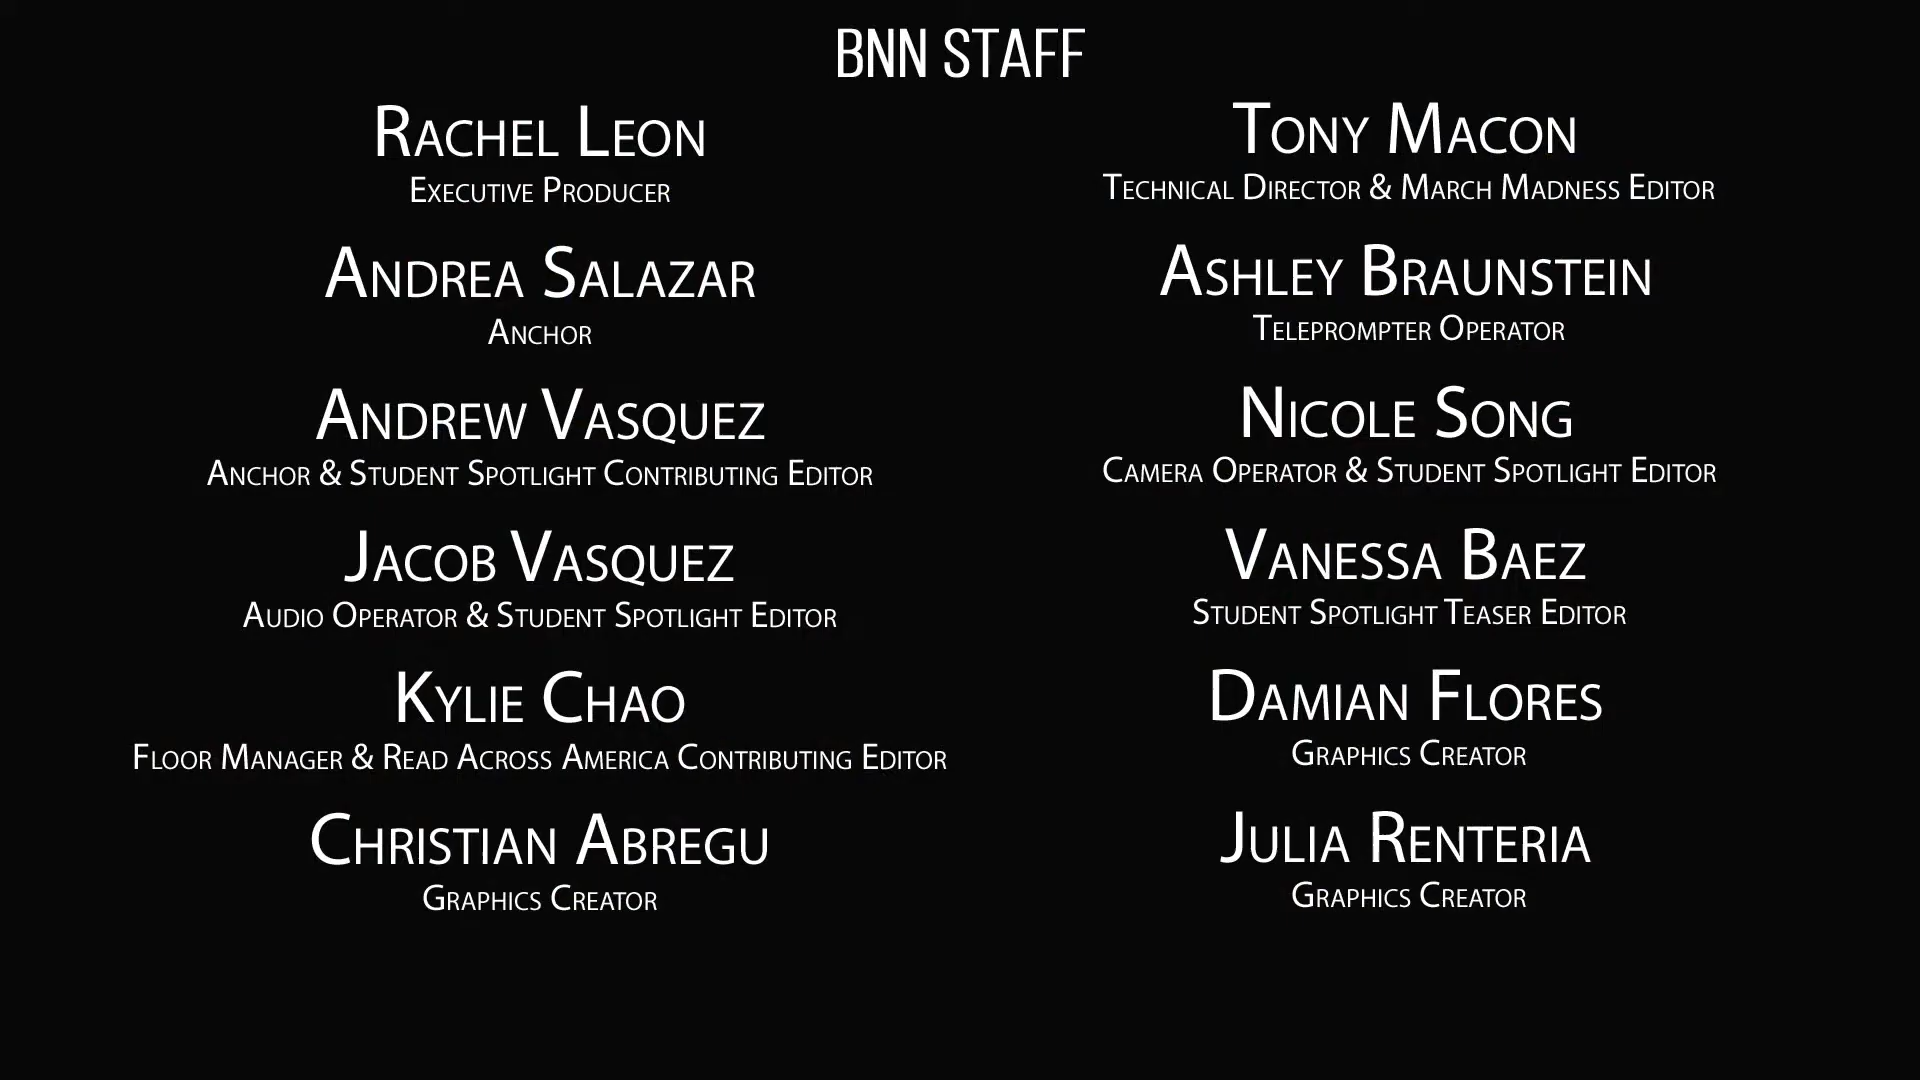 BNN STAFF
Rachel Leon
Executive Producer
Andrea Salazar
Anchor
Andrew Vasquez
Anchor & Student Spotlight Contributing Editor
Jacob Vasquez
Audio Operator & Student Spotlight Editor
Kylie Chao
Floor Manager & Read Across America Contributing Editor
Christian Abregu
Graphics Creator
Tony Macon
Technical Director & March Madness Editor
Ashley Braunstein
Teleprompter Operator
Nicole Song
Camera Operator & Student Spotlight Editor
Vanessa Baez
Student Spotlight Teaser Editor
Damian Flores
Graphics Creator
Julia Renteria
Graphics Creator